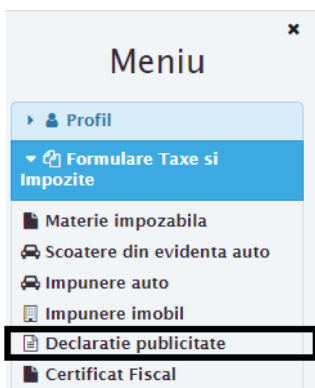 Meniu
Profil
Formulare Taxe si
Impozite
Materie impozabila
Scoatere din evidenta auto
Impunere auto
Impunere imobil
Declaratie publicitate
Certificat Fiscal